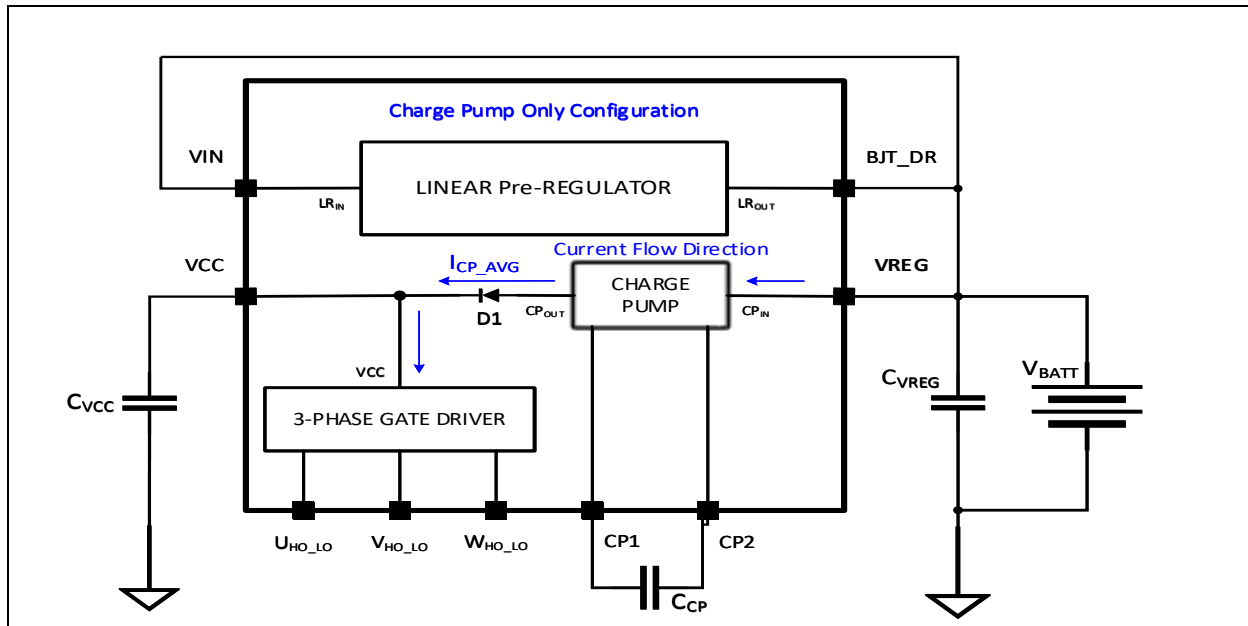 Charge Pump Only Configuration
VIN
BJT_DR
LINEAR Pre-REGULATOR
LRIN
LROUT
Current Flow Direction
VCC
ICP_AVG
VREG
CHARGE
PUMP
CPOUT
CPIN
D1
VCC
VBATT
CVCC
CVREG
3-PHASE GATE DRIVER
UHO_LO
VHO_LO
WHO_LO
CP1
CP2
CCP